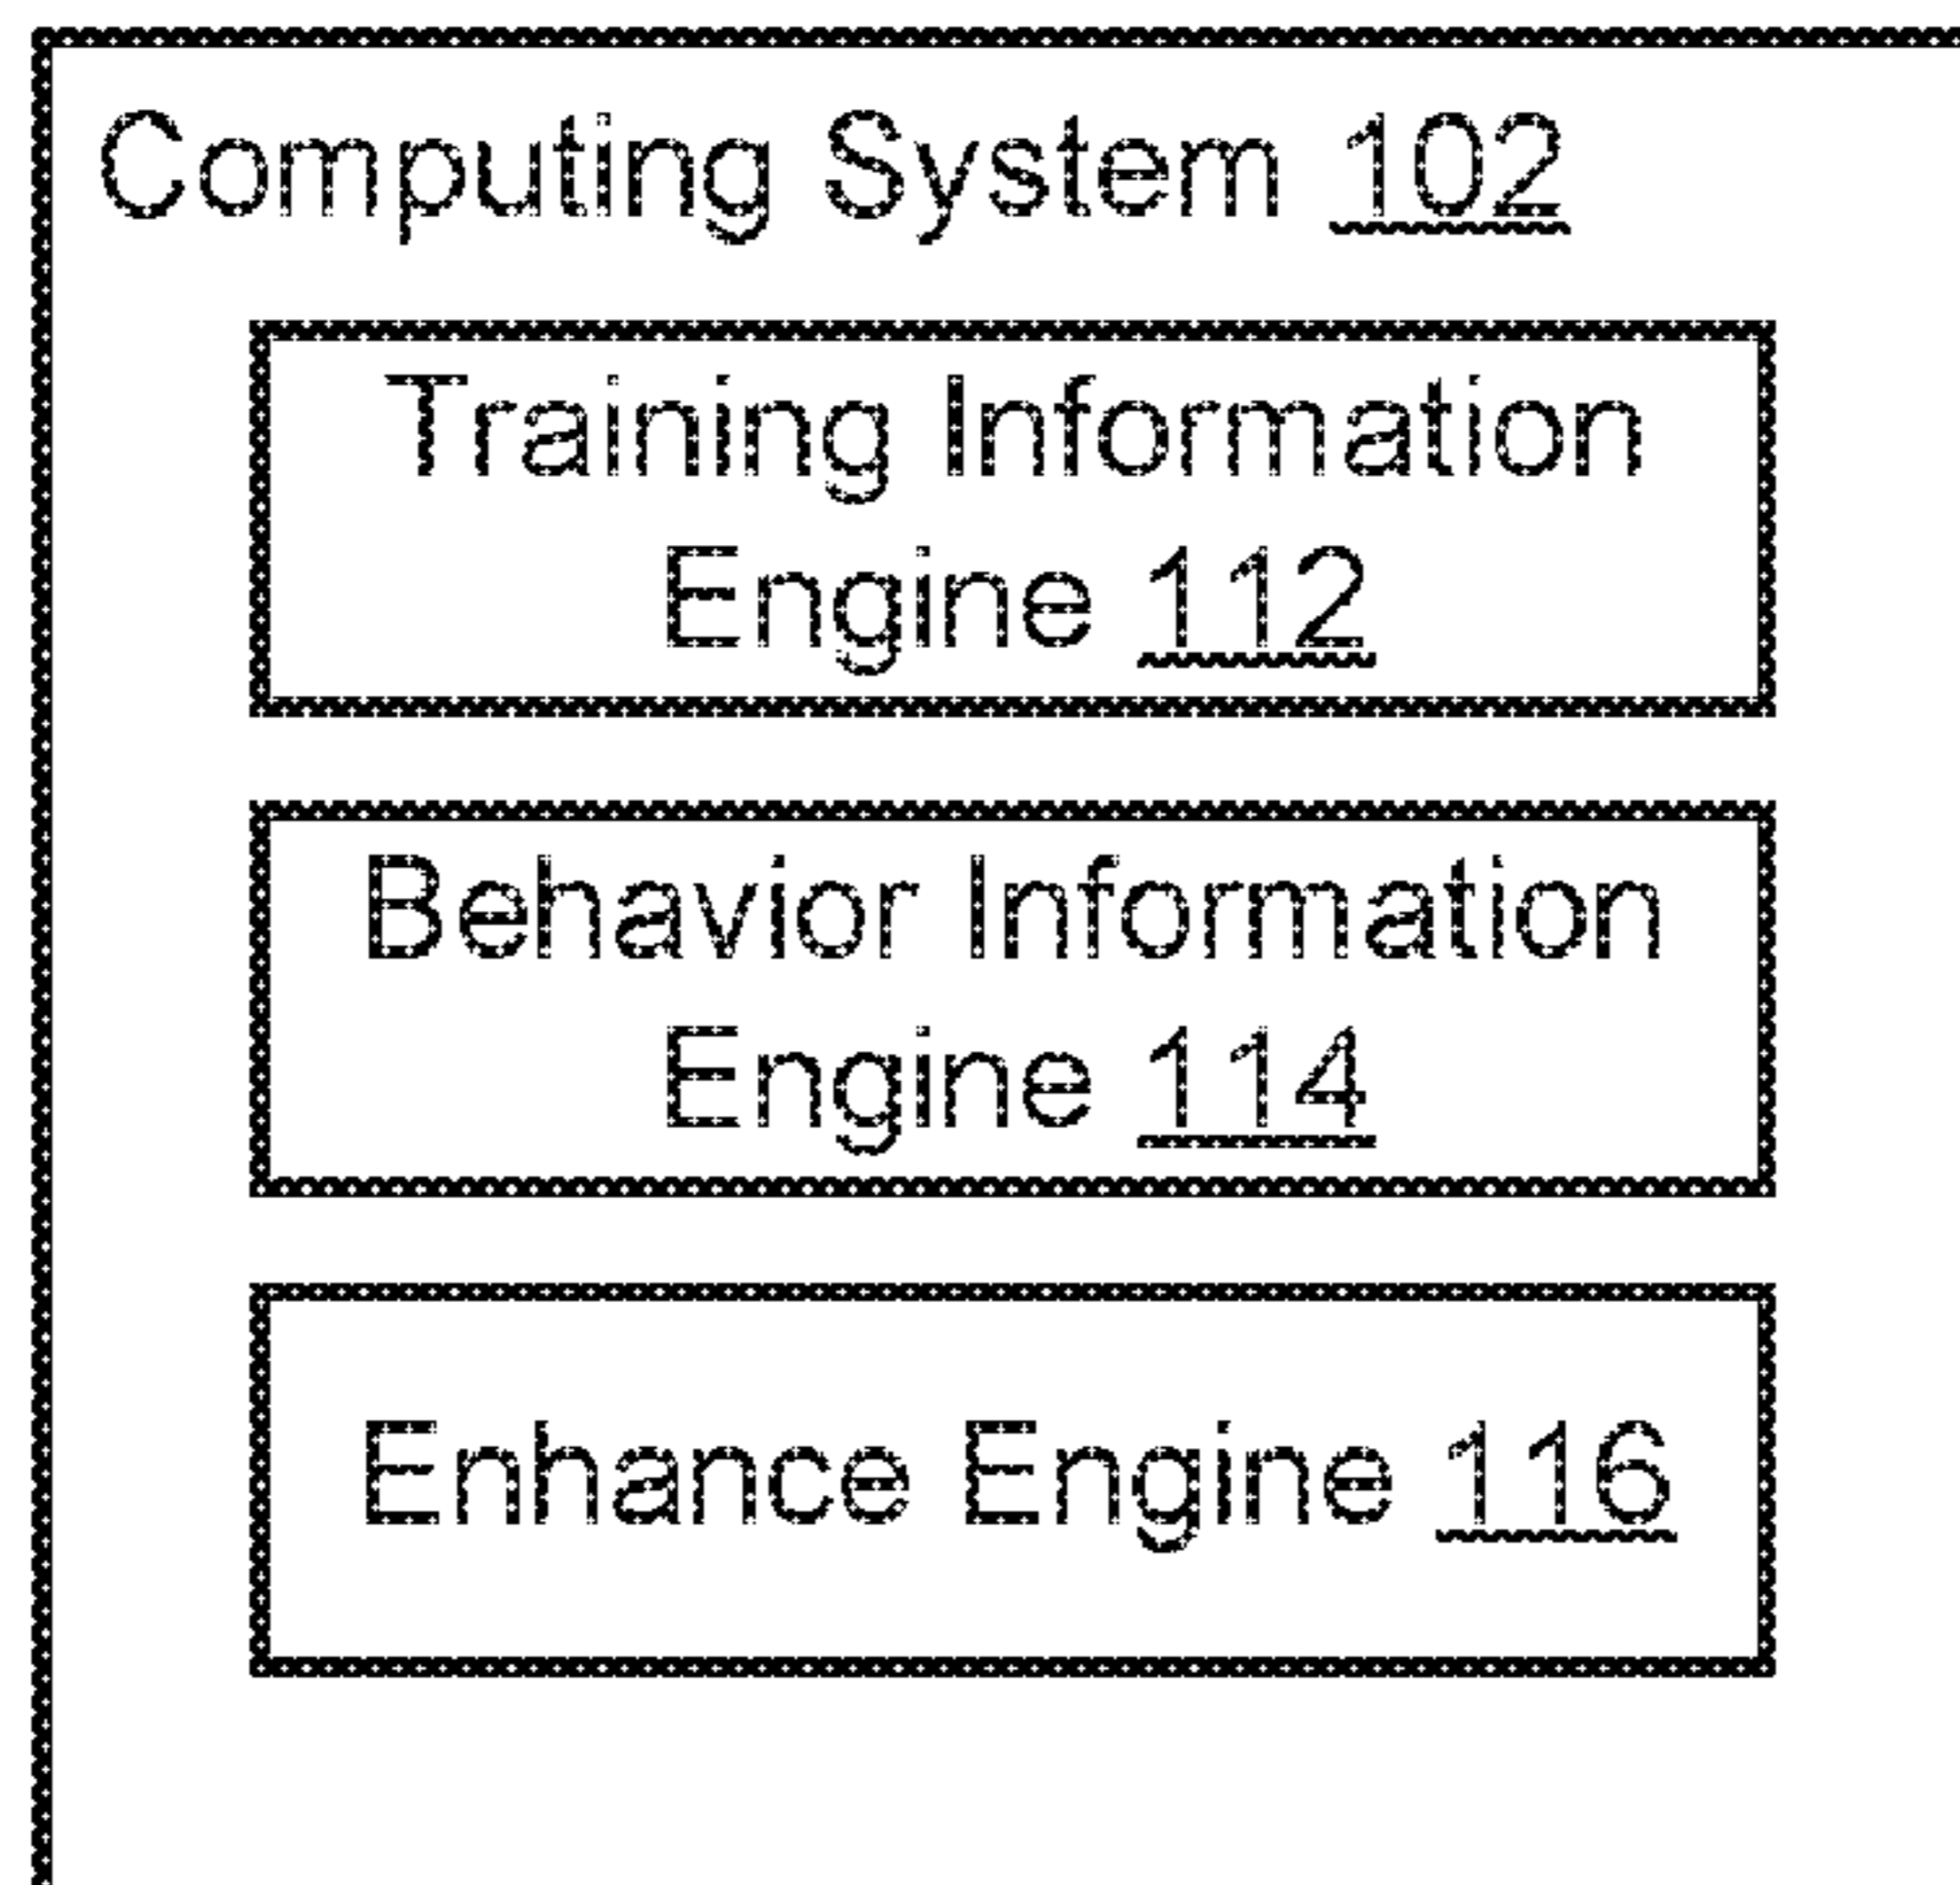 Computing System 102
Training Information
Engine 112
Behavior Information
Engine 114
Enhance Engine 116